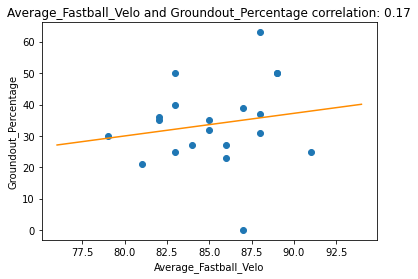 Average_Fastball_Velo and Groundout_Percentage correlation: 0.17
60
50
40
30
20
10
0
Groundout_Percentage
77.5 80.0 82.5 85.0 87.5 90.0 92.5
Average_Fastball_Velo